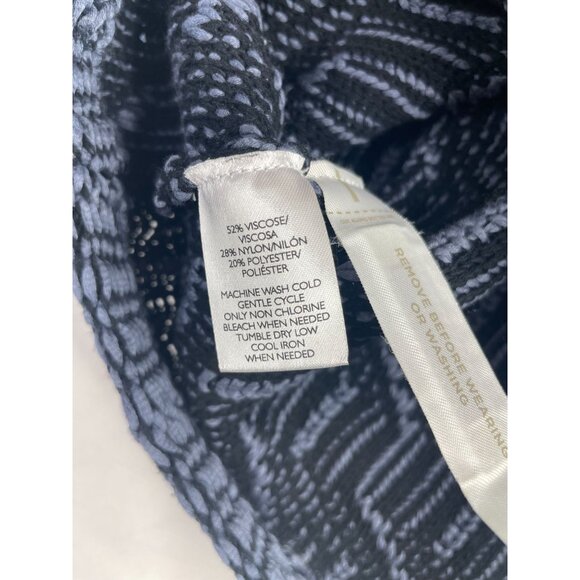 52% VISCOSE/
VISCOSA
28% NYLON/NILÓN
20% POLYESTER/
POLIÉSTER
MACHINE WASH COLD
GENTLE CYCLE
ONLY NON CHLORINE
BLEACH WHEN NEEDED
TUMBLE DRY LOW
COOL IRON
WHEN NEEDED
REMOVE BEFORE WEARING
OR WASHING